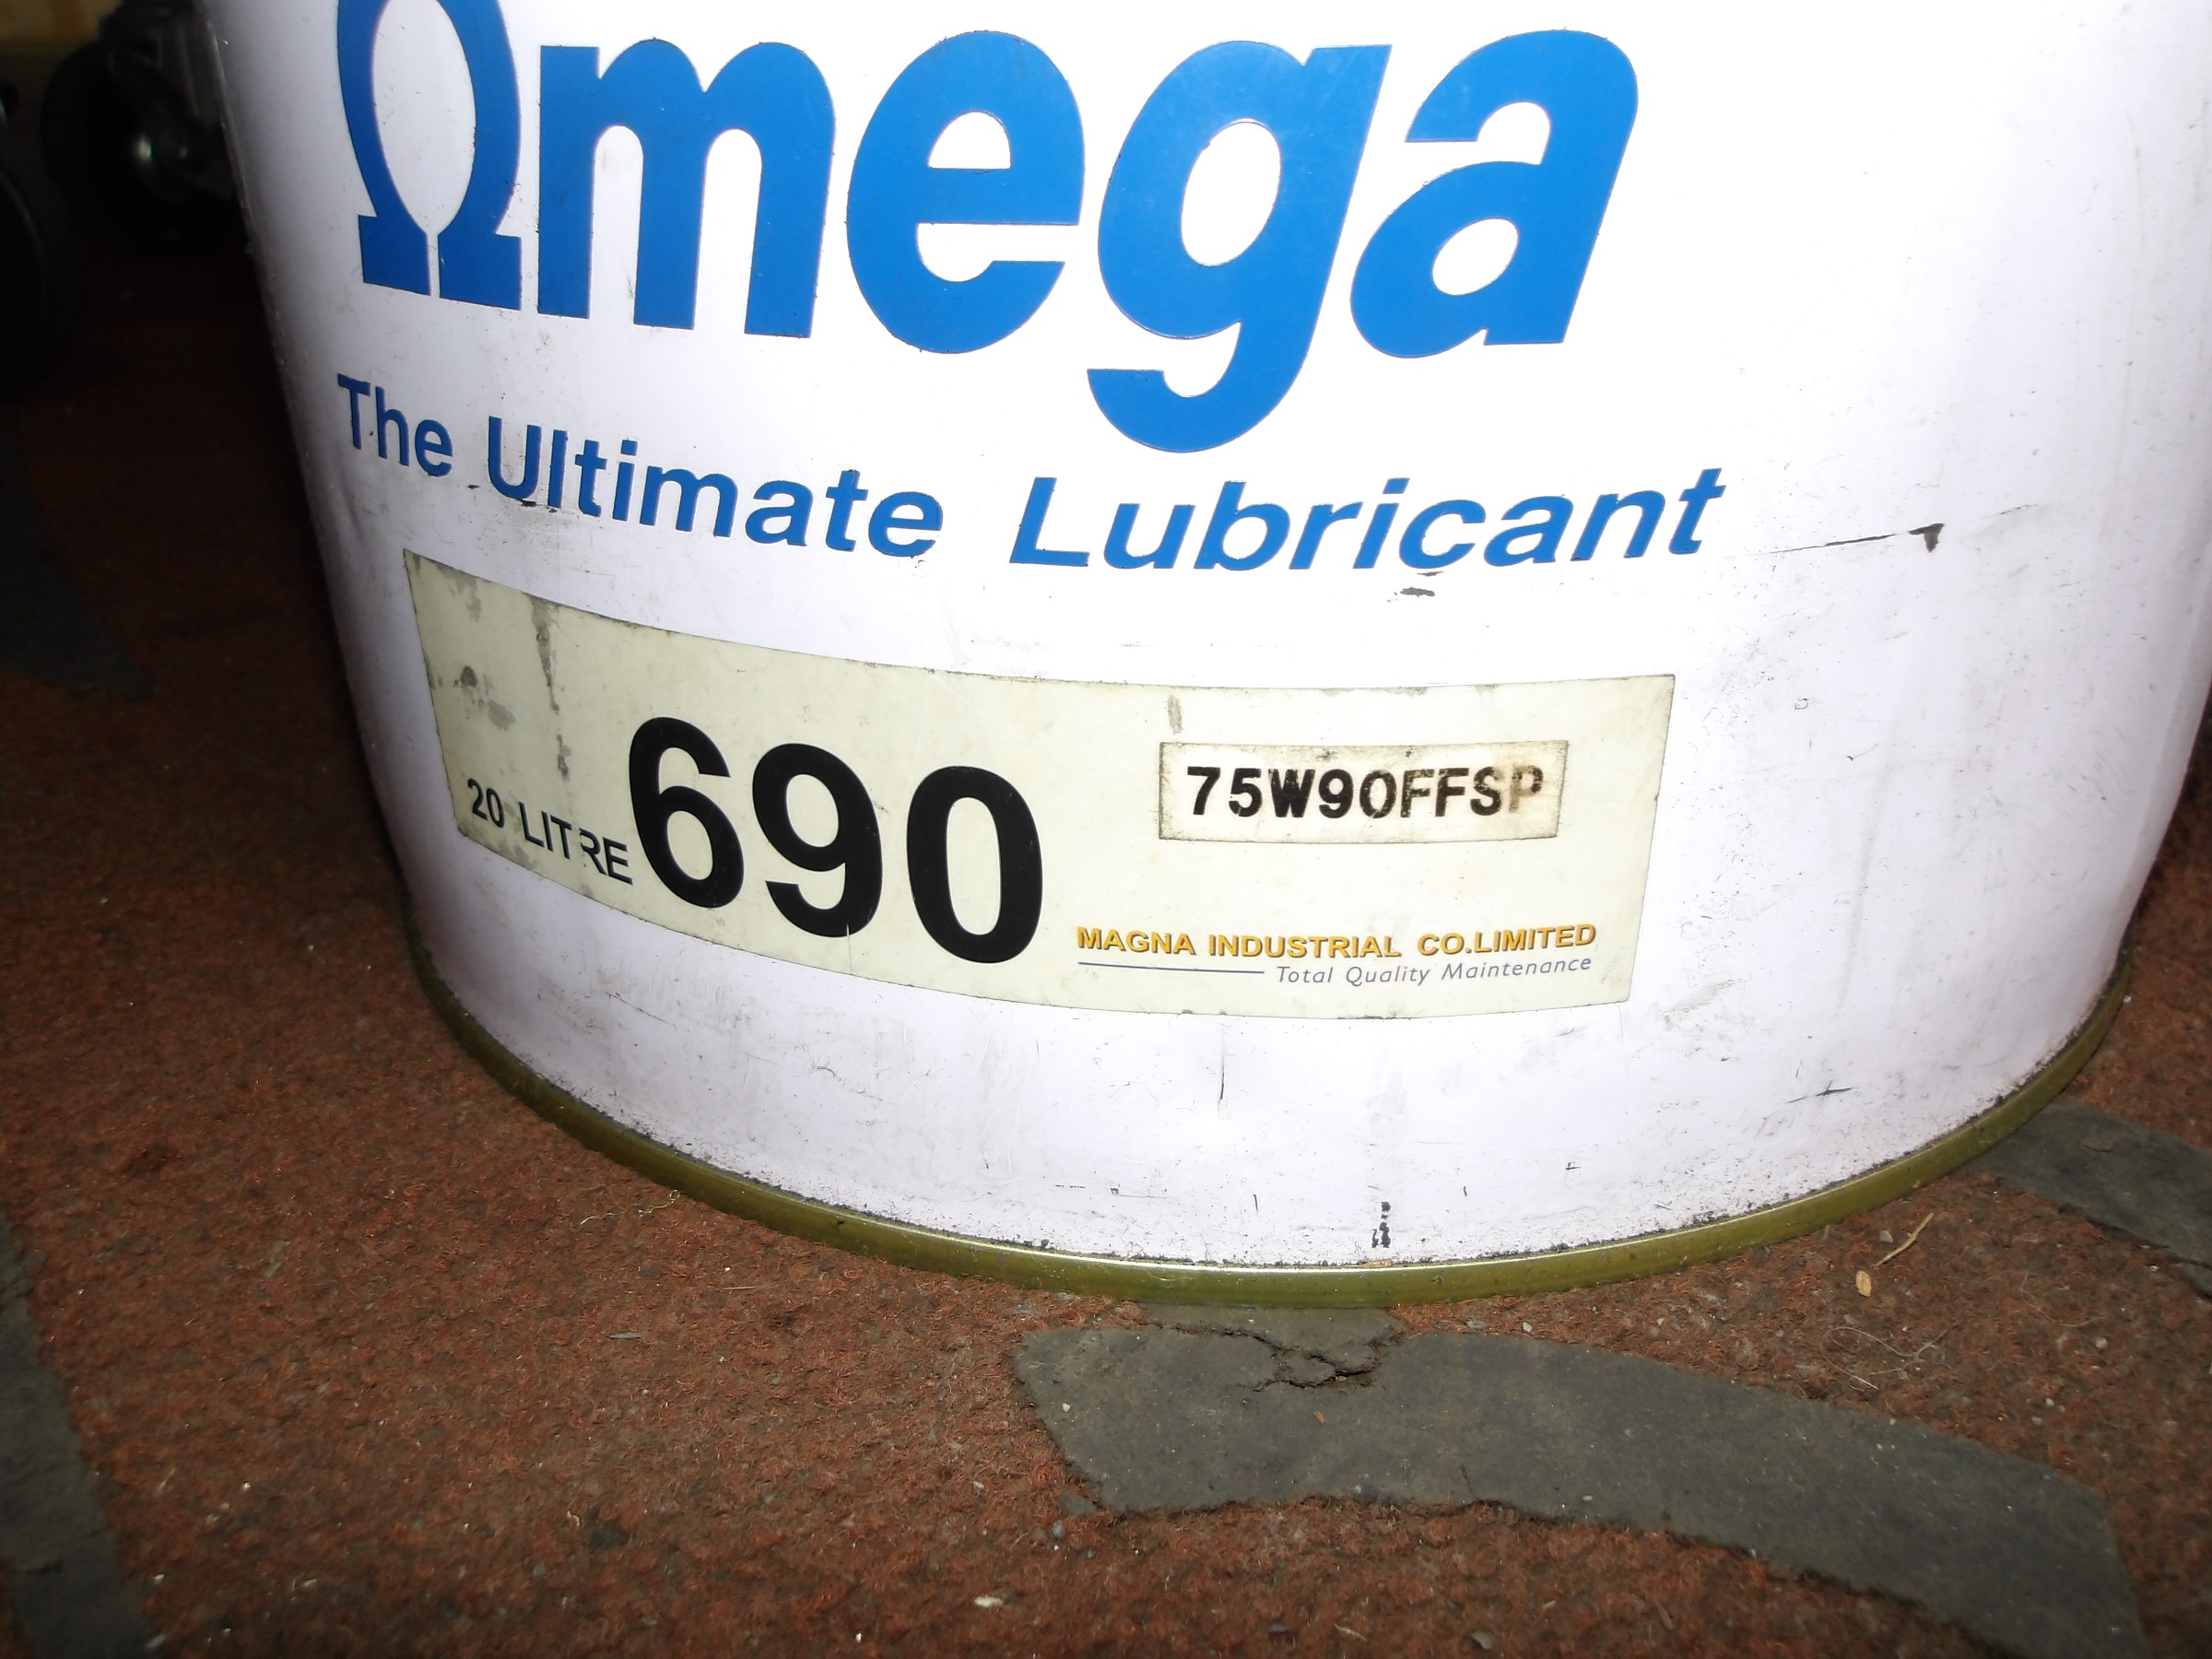 Ωmega
The Ultimate Lubricant
20 LITRE 690 75W90FFSP
MAGNA INDUSTRIAL CO.LIMITED
Total Quality Maintenance